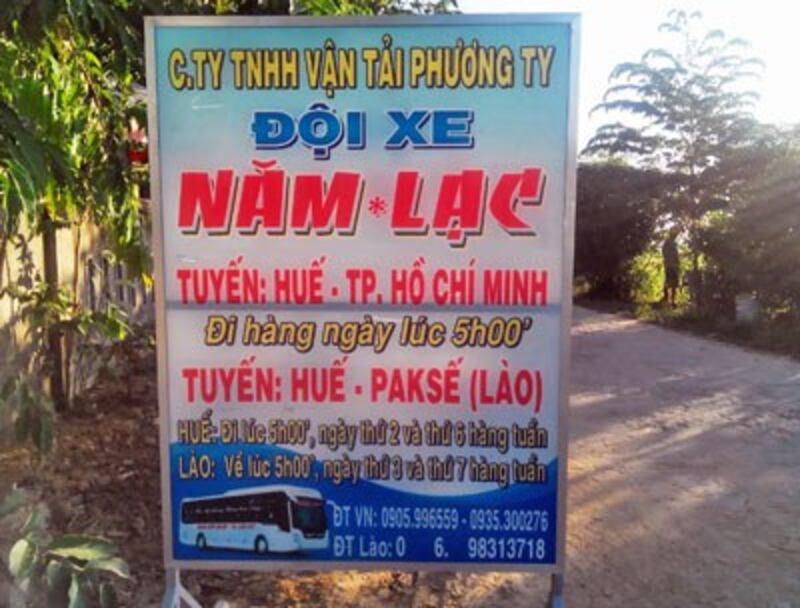 C.TY TNHH VẬN TẢI PHƯƠNG TY
ĐỘI XE
NĂM * LẠC
TUYẾN: HUẾ - TP. HỒ CHÍ MINH
Đi hàng ngày lúc 5h00'
TUYẾN: HUẾ - PAKSẾ (LÀO)
HUẾ: Đi lúc 5h00', ngày thứ 2 và thứ 6 hàng tuần
LÀO: Về lúc 5h00', ngày thứ 3 và thứ 7 hàng tuần
ĐT VN: 0905.996559 - 0935.300276
ĐT Lào: 0 6. 98313718